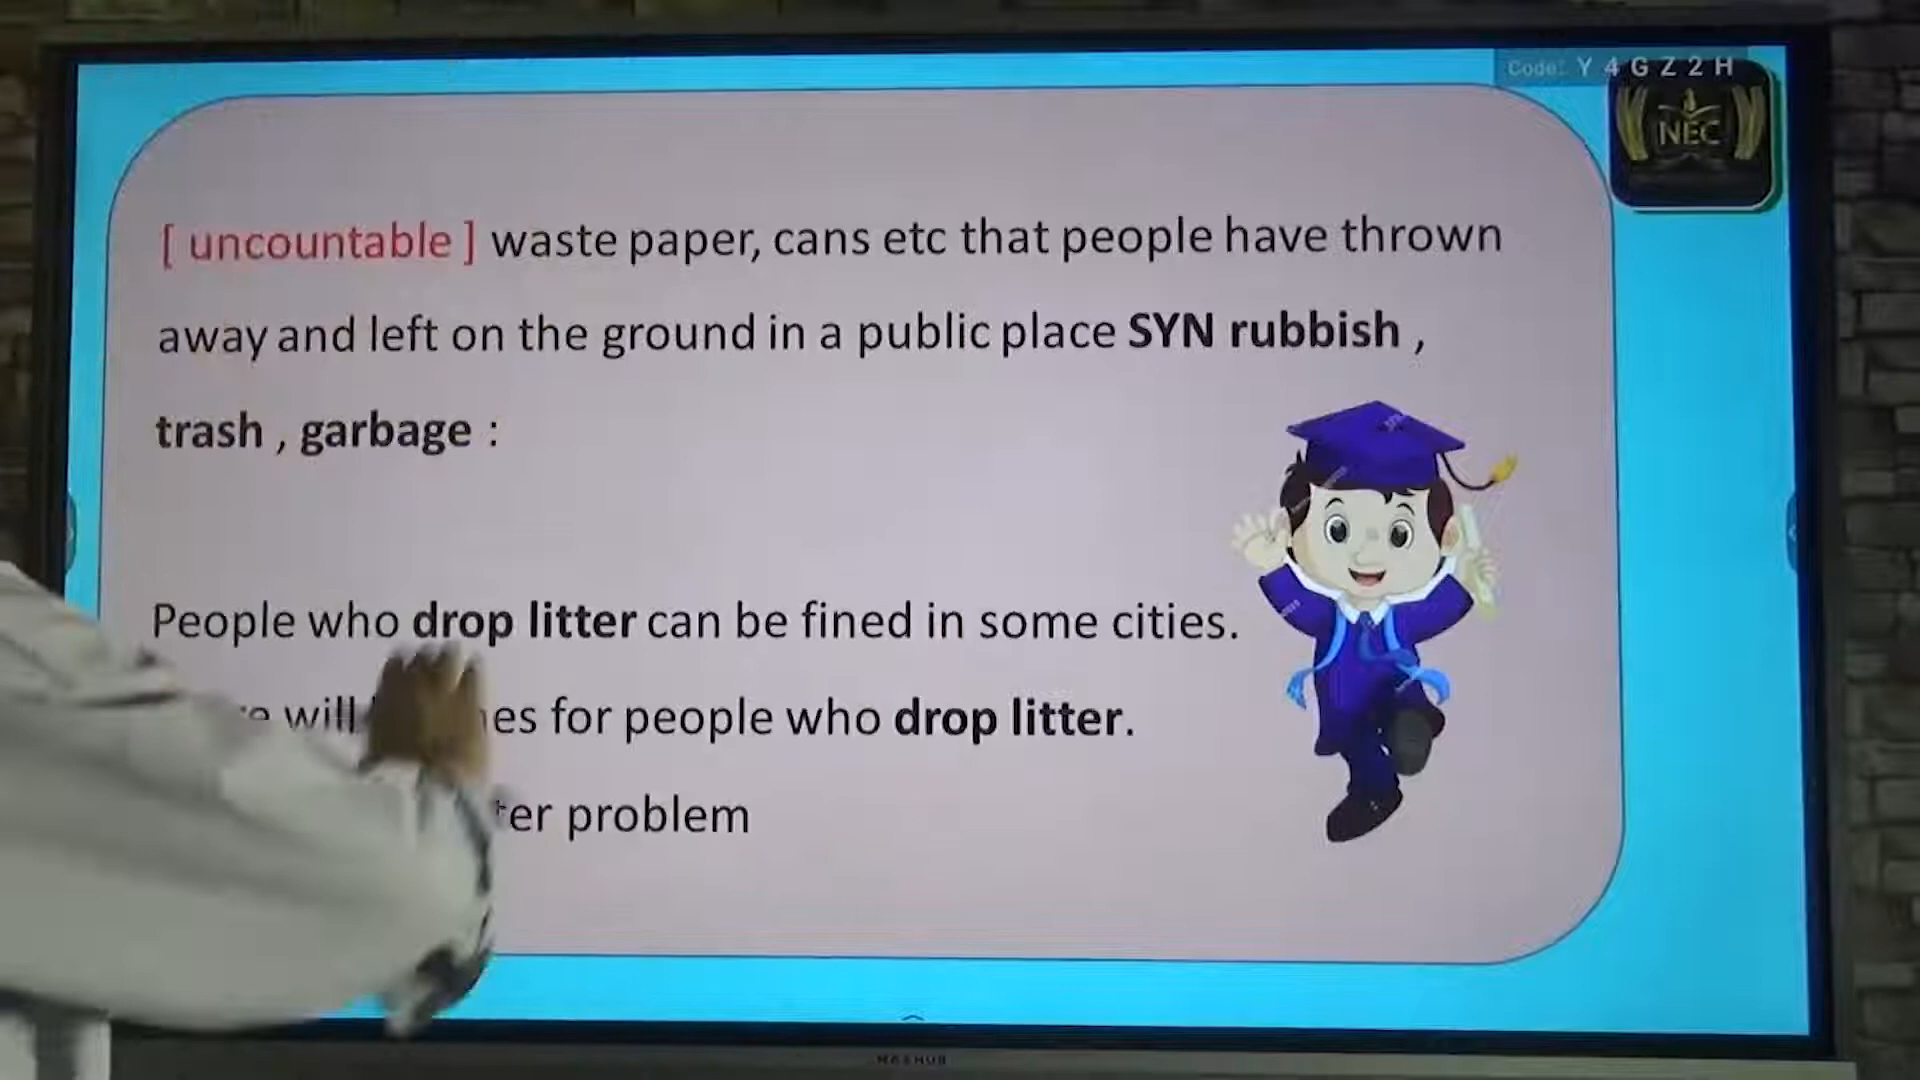 Code: Y 4 G Z 2 H
NEC
[ uncountable ] waste paper, cans etc that people have thrown
away and left on the ground in a public place SYN rubbish ,
trash , garbage :
People who drop litter can be fined in some cities.
will for people who drop litter.
problem
MAXHUB